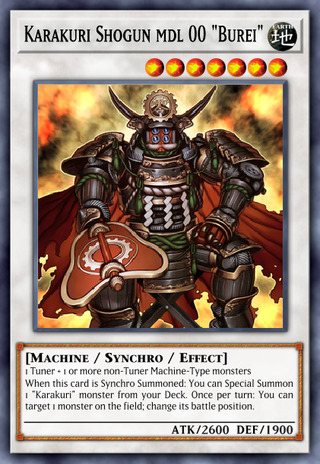 Karakuri Shogun mdl 00 "Burei"
EARTH
地
[Machine / Synchro / Effect]
1 Tuner + 1 or more non-Tuner Machine-Type monsters
When this card is Synchro Summoned: You can Special Summon
1 "Karakuri" monster from your Deck. Once per turn: You can
target 1 monster on the field; change its battle position.
ATK/2600 DEF/1900